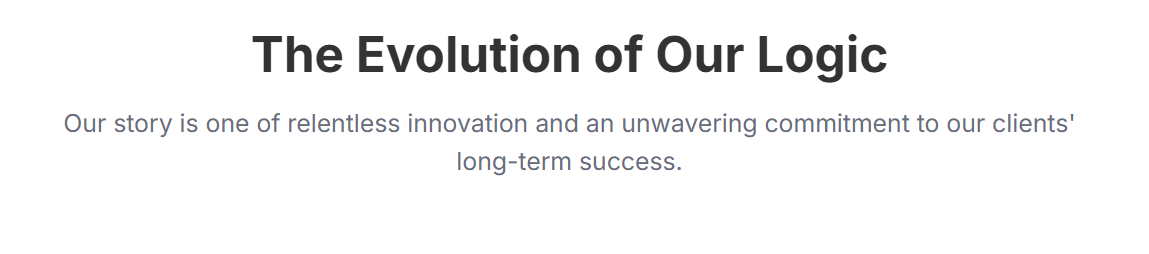 The Evolution of Our Logic
Our story is one of relentless innovation and an unwavering commitment to our clients'
long-term success.